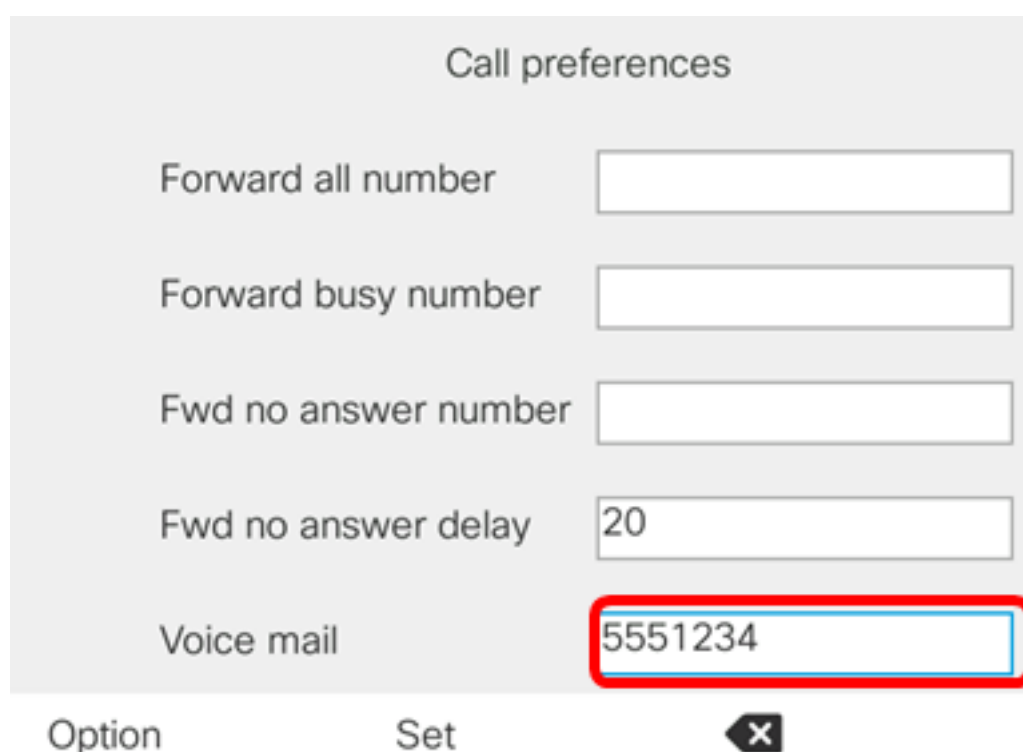 Call preferences
Forward all number
Forward busy number
Fwd no answer number
Fwd no answer delay 20
Voice mail 5551234
Option Set